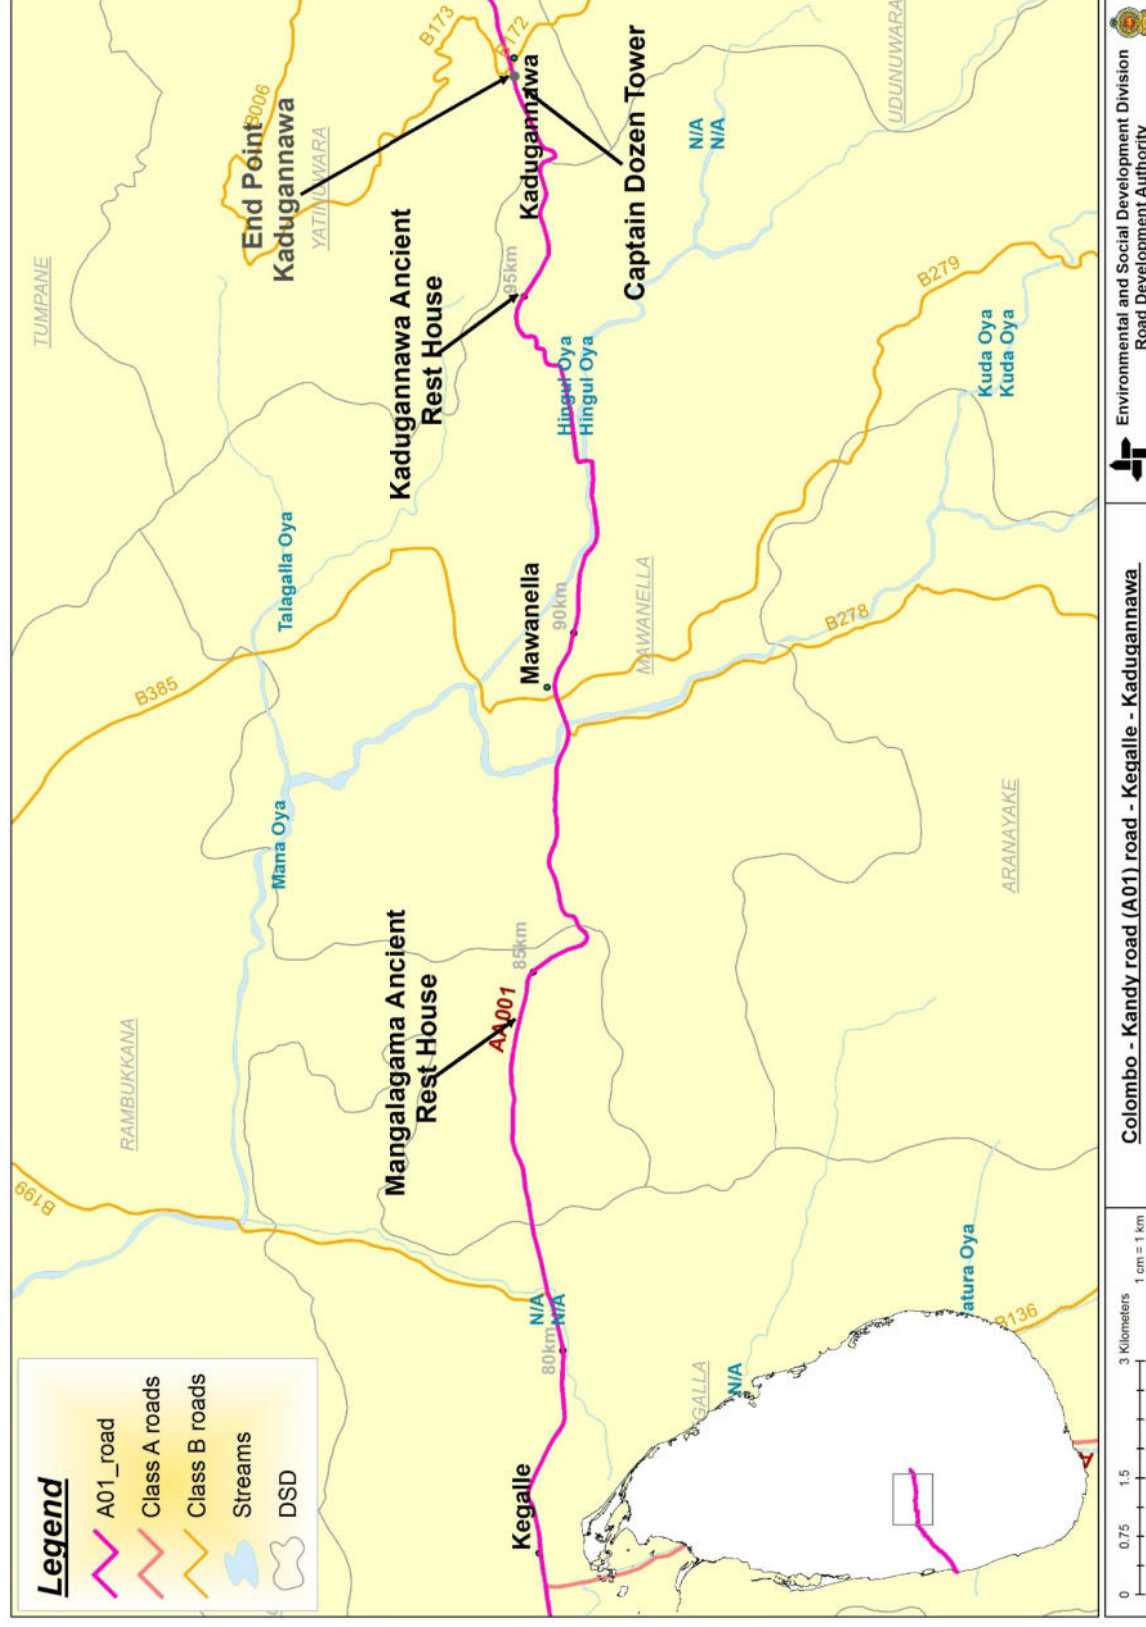 Legend
A01_road
Class A roads
Class B roads
Streams
DSD
TUMPANE
RAMBUKKANA
B199
B385
B006
B173
B172
YATINUWARA
End Point
Kadugannawa
Talagalla Oya
Mana Oya
Kadugannawa Ancient
Rest House
Mangalagama Ancient
Rest House
AA001
Kegalle
80km
N/A
N/A
85km
Mawanella
90km
Hingul Oya
Hingul Oya
95km
Kadugannawa
Captain Dozen Tower
MAWANELLA
N/A
N/A
UDUNUWARA
GALLA
N/A
B278
B279
ARANAYAKE
Kuda Oya
Kuda Oya
atura Oya
B136
A
0 0.75 1.5 3 Kilometers
1 cm = 1 km
Colombo - Kandy road (A01) road - Kegalle - Kadugannawa
Environmental and Social Development Division
Road Development Authority